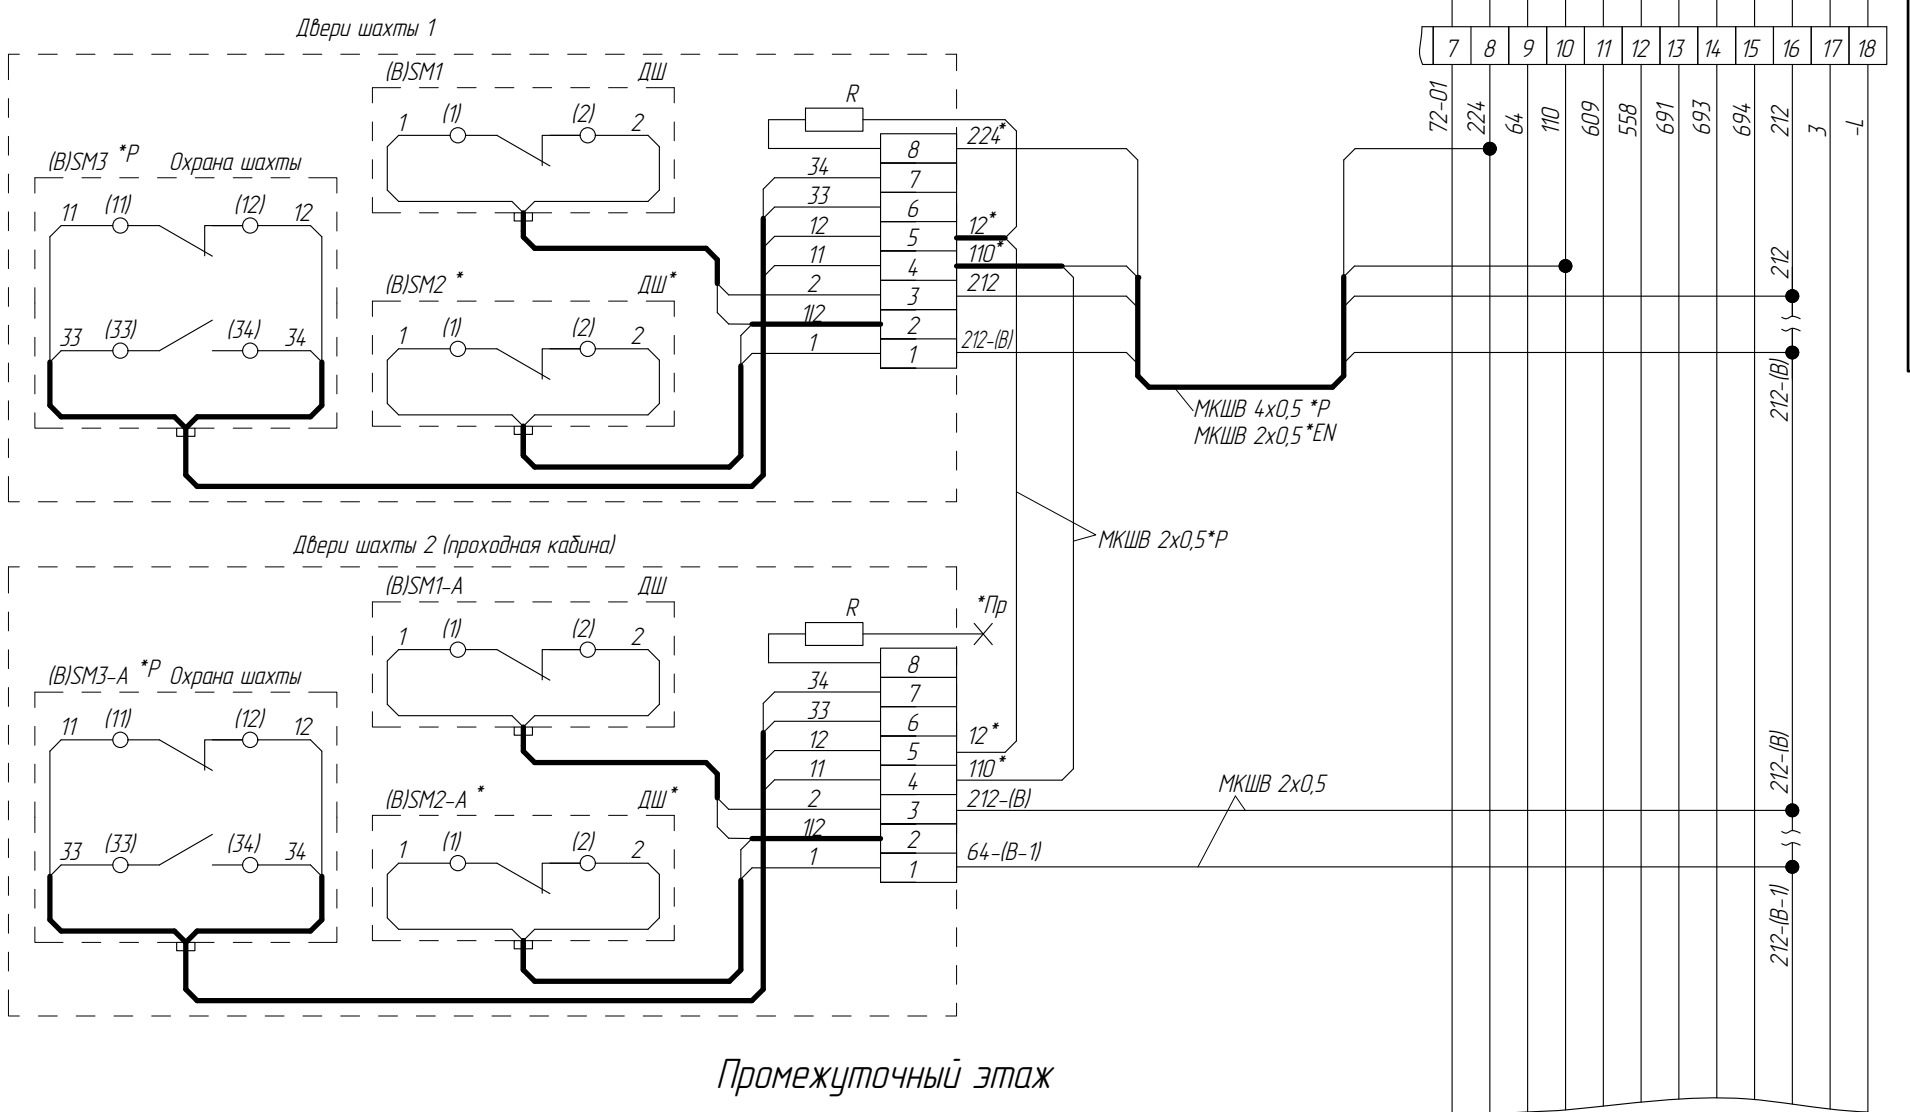 Двери шахты 1
(В)SM1 ДШ
1 (1) (2) 2
(В)SM3 *Р Охрана шахты
11 (11) (12) 12
33 (33) (34) 34
(В)SM2 * ДШ*
1 (1) (2) 2
R
8 224*
34 7
33 6
12 5 12*
11 4 110*
2 3 212
1|2 2
1 1 212-(В)
МКШВ 4х0,5 *Р
МКШВ 2х0,5 *EN
МКШВ 2х0,5*Р
7 8 9 10 11 12 13 14 15 16 17 18
72-01 224 64 110 609 558 691 693 694 212 3 -L
212
212-(В)
Двери шахты 2 (проходная кабина)
(В)SM1-А ДШ
1 (1) (2) 2
(В)SM3-А *Р Охрана шахты
11 (11) (12) 12
33 (33) (34) 34
(В)SM2-А * ДШ*
1 (1) (2) 2
R *Пр
8
34 7
33 6
12 5 12*
11 4 110*
2 3 212-(В)
1|2 2
1 1 64-(В-1)
МКШВ 2х0,5
212-(В)
212-(В-1)
Промежуточный этаж